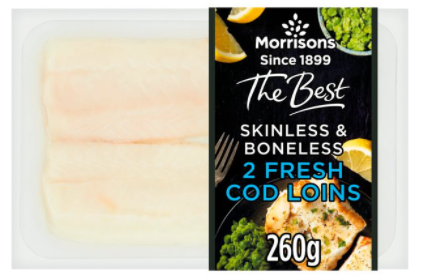 Morrisons
Since 1899
The Best
SKINLESS &
BONELESS
2 FRESH
COD LOINS
260g